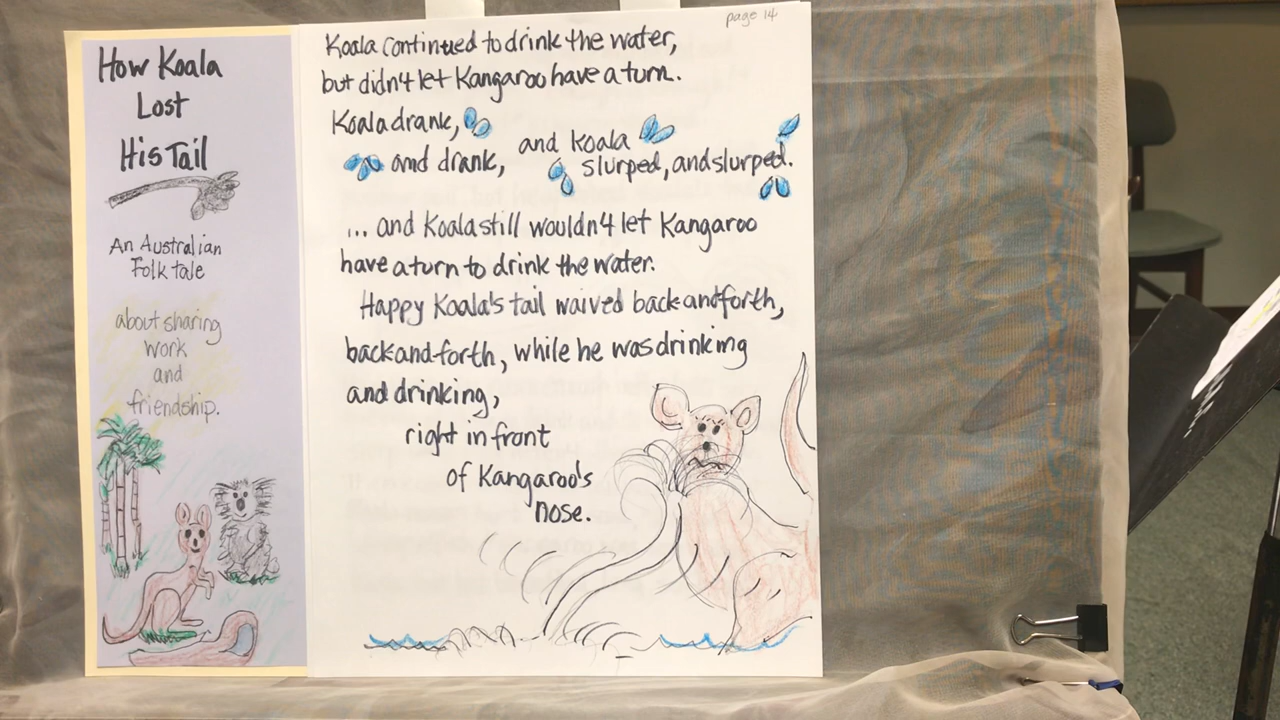 How Koala
Lost
His Tail
An Australian
Folk tale
about sharing
work
and
friendship.
page 14
Koala continued to drink the water,
but didn't let Kangaroo have a turn.
Koala drank,
and drank,
and Koala
slurped, and slurped.
... and Koala still wouldn't let Kangaroo
have a turn to drink the water.
Happy Koala's tail waived back and forth,
back and forth, while he was drinking
and drinking,
right in front
of Kangaroo's
nose.